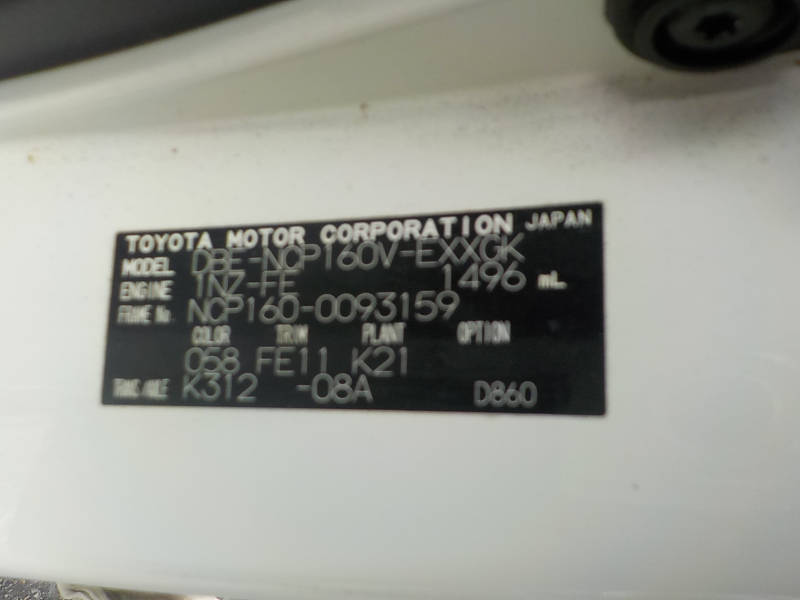 TOYOTA MOTOR CORPORATION JAPAN
MODEL DBE-NCP160V-EXXGK
ENGINE 1NZ-FE 1496 mL
FRAME No. NCP160-0093159
COLOR TRIM PLANT OPTION
058 FE11 K21
TRANS/AXLE K312 -08A D860